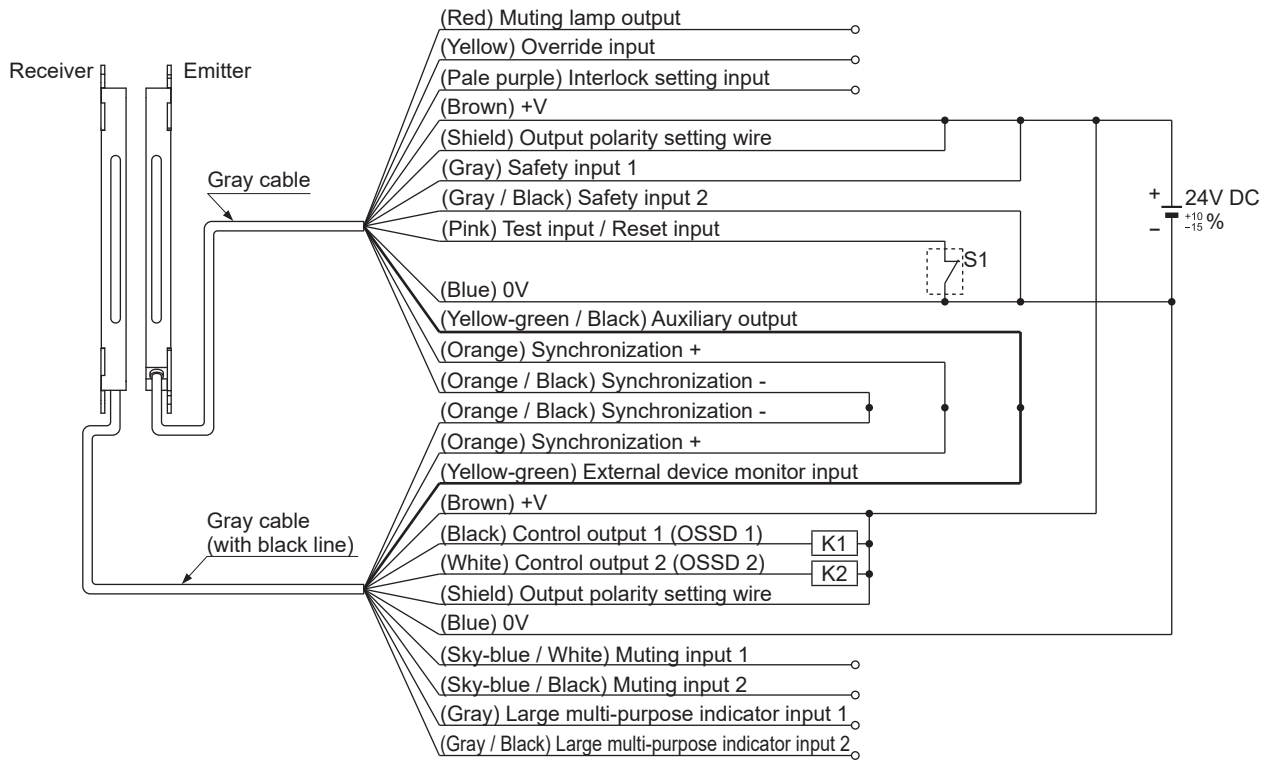 (Red) Muting lamp output
(Yellow) Override input
Receiver
Emitter
(Pale purple) Interlock setting input
(Brown) +V
(Shield) Output polarity setting wire
(Gray) Safety input 1
Gray cable
(Gray / Black) Safety input 2
+
24V DC
+10
-15 %
−
(Pink) Test input / Reset input
S1
(Blue) 0V
(Yellow-green / Black) Auxiliary output
(Orange) Synchronization +
(Orange / Black) Synchronization -
(Orange / Black) Synchronization -
(Orange) Synchronization +
(Yellow-green) External device monitor input
(Brown) +V
Gray cable
(with black line)
(Black) Control output 1 (OSSD 1)
K1
(White) Control output 2 (OSSD 2)
K2
(Shield) Output polarity setting wire
(Blue) 0V
(Sky-blue / White) Muting input 1
(Sky-blue / Black) Muting input 2
(Gray) Large multi-purpose indicator input 1
(Gray / Black) Large multi-purpose indicator input 2